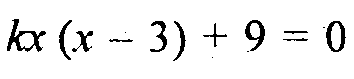 kx (x − 3) + 9 = 0